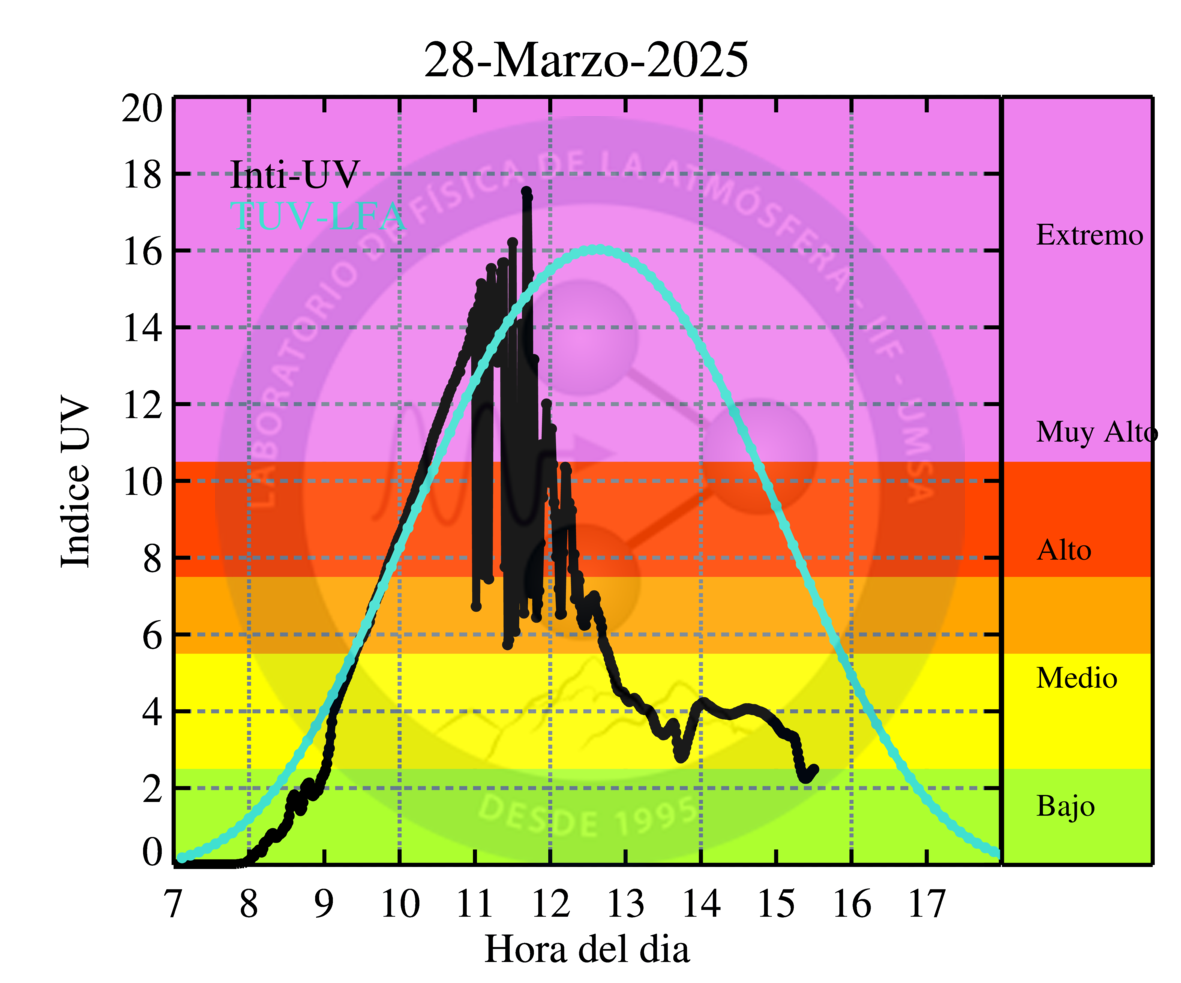 28-Marzo-2025
20
18
16
14
12
10
8
6
4
2
0
Indice UV
Inti-UV
TUV-LFA
LABORATORIO DE FÍSICA DE LA ATMÓSFERA - IIF - UMSA
DESDE 1995
Extremo
Muy Alto
Alto
Medio
Bajo
7 8 9 10 11 12 13 14 15 16 17
Hora del dia